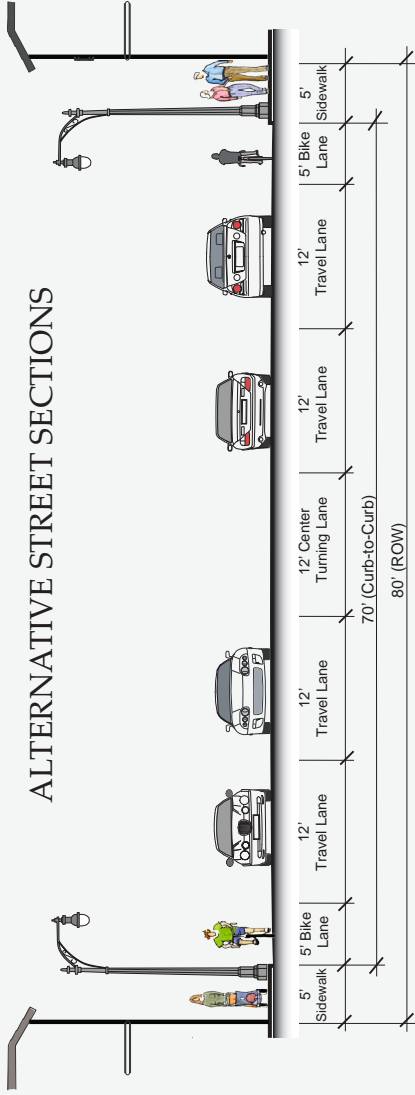 ALTERNATIVE STREET SECTIONS
5'
Sidewalk
5' Bike
Lane
12'
Travel Lane
12'
Travel Lane
12' Center
Turning Lane
12'
Travel Lane
12'
Travel Lane
5' Bike
Lane
5'
Sidewalk
70' (Curb-to-Curb)
80' (ROW)